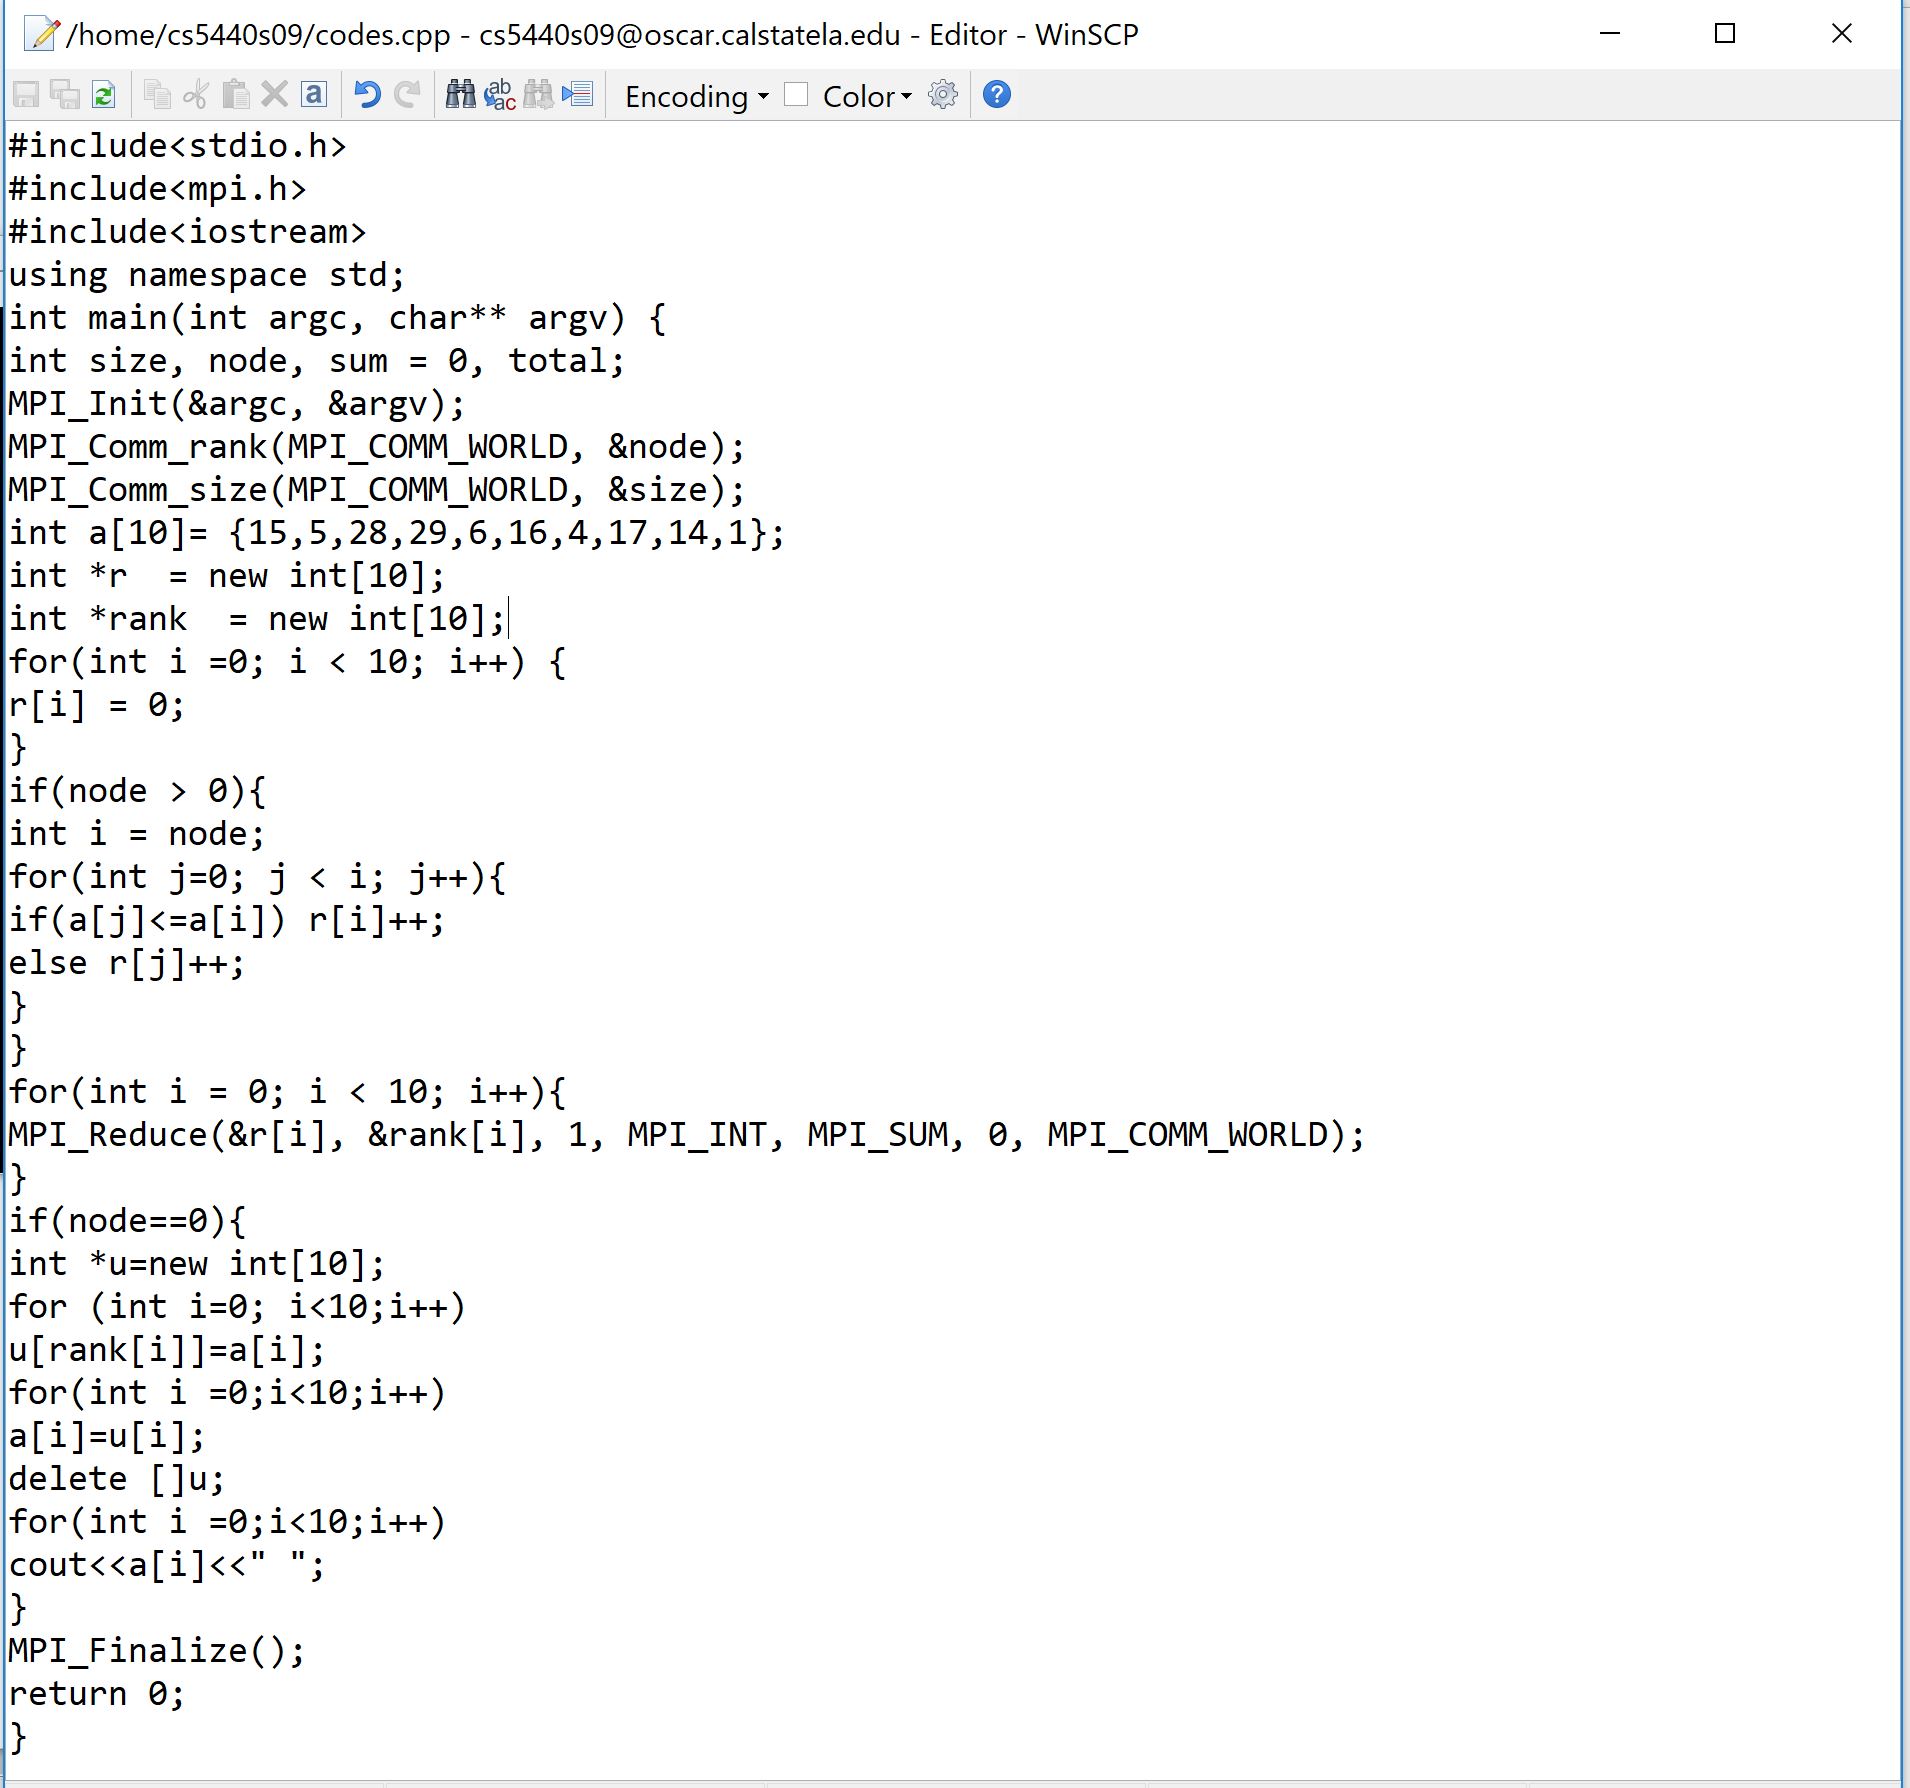 /home/cs5440s09/codes.cpp - cs5440s09@oscar.calstatela.edu - Editor - WinSCP
a ab ac Encoding Color ?
#include<stdio.h>
#include<mpi.h>
#include<iostream>
using namespace std;
int main(int argc, char** argv) {
int size, node, sum = 0, total;
MPI_Init(&argc, &argv);
MPI_Comm_rank(MPI_COMM_WORLD, &node);
MPI_Comm_size(MPI_COMM_WORLD, &size);
int a[10]= {15,5,28,29,6,16,4,17,14,1};
int *r  = new int[10];
int *rank  = new int[10];
for(int i =0; i < 10; i++) {
r[i] = 0;
}
if(node > 0){
int i = node;
for(int j=0; j < i; j++){
if(a[j]<=a[i]) r[i]++;
else r[j]++;
}
}
for(int i = 0; i < 10; i++){
MPI_Reduce(&r[i], &rank[i], 1, MPI_INT, MPI_SUM, 0, MPI_COMM_WORLD);
}
if(node==0){
int *u=new int[10];
for (int i=0; i<10;i++)
u[rank[i]]=a[i];
for(int i =0;i<10;i++)
a[i]=u[i];
delete []u;
for(int i =0;i<10;i++)
cout<<a[i]<<" ";
}
MPI_Finalize();
return 0;
}